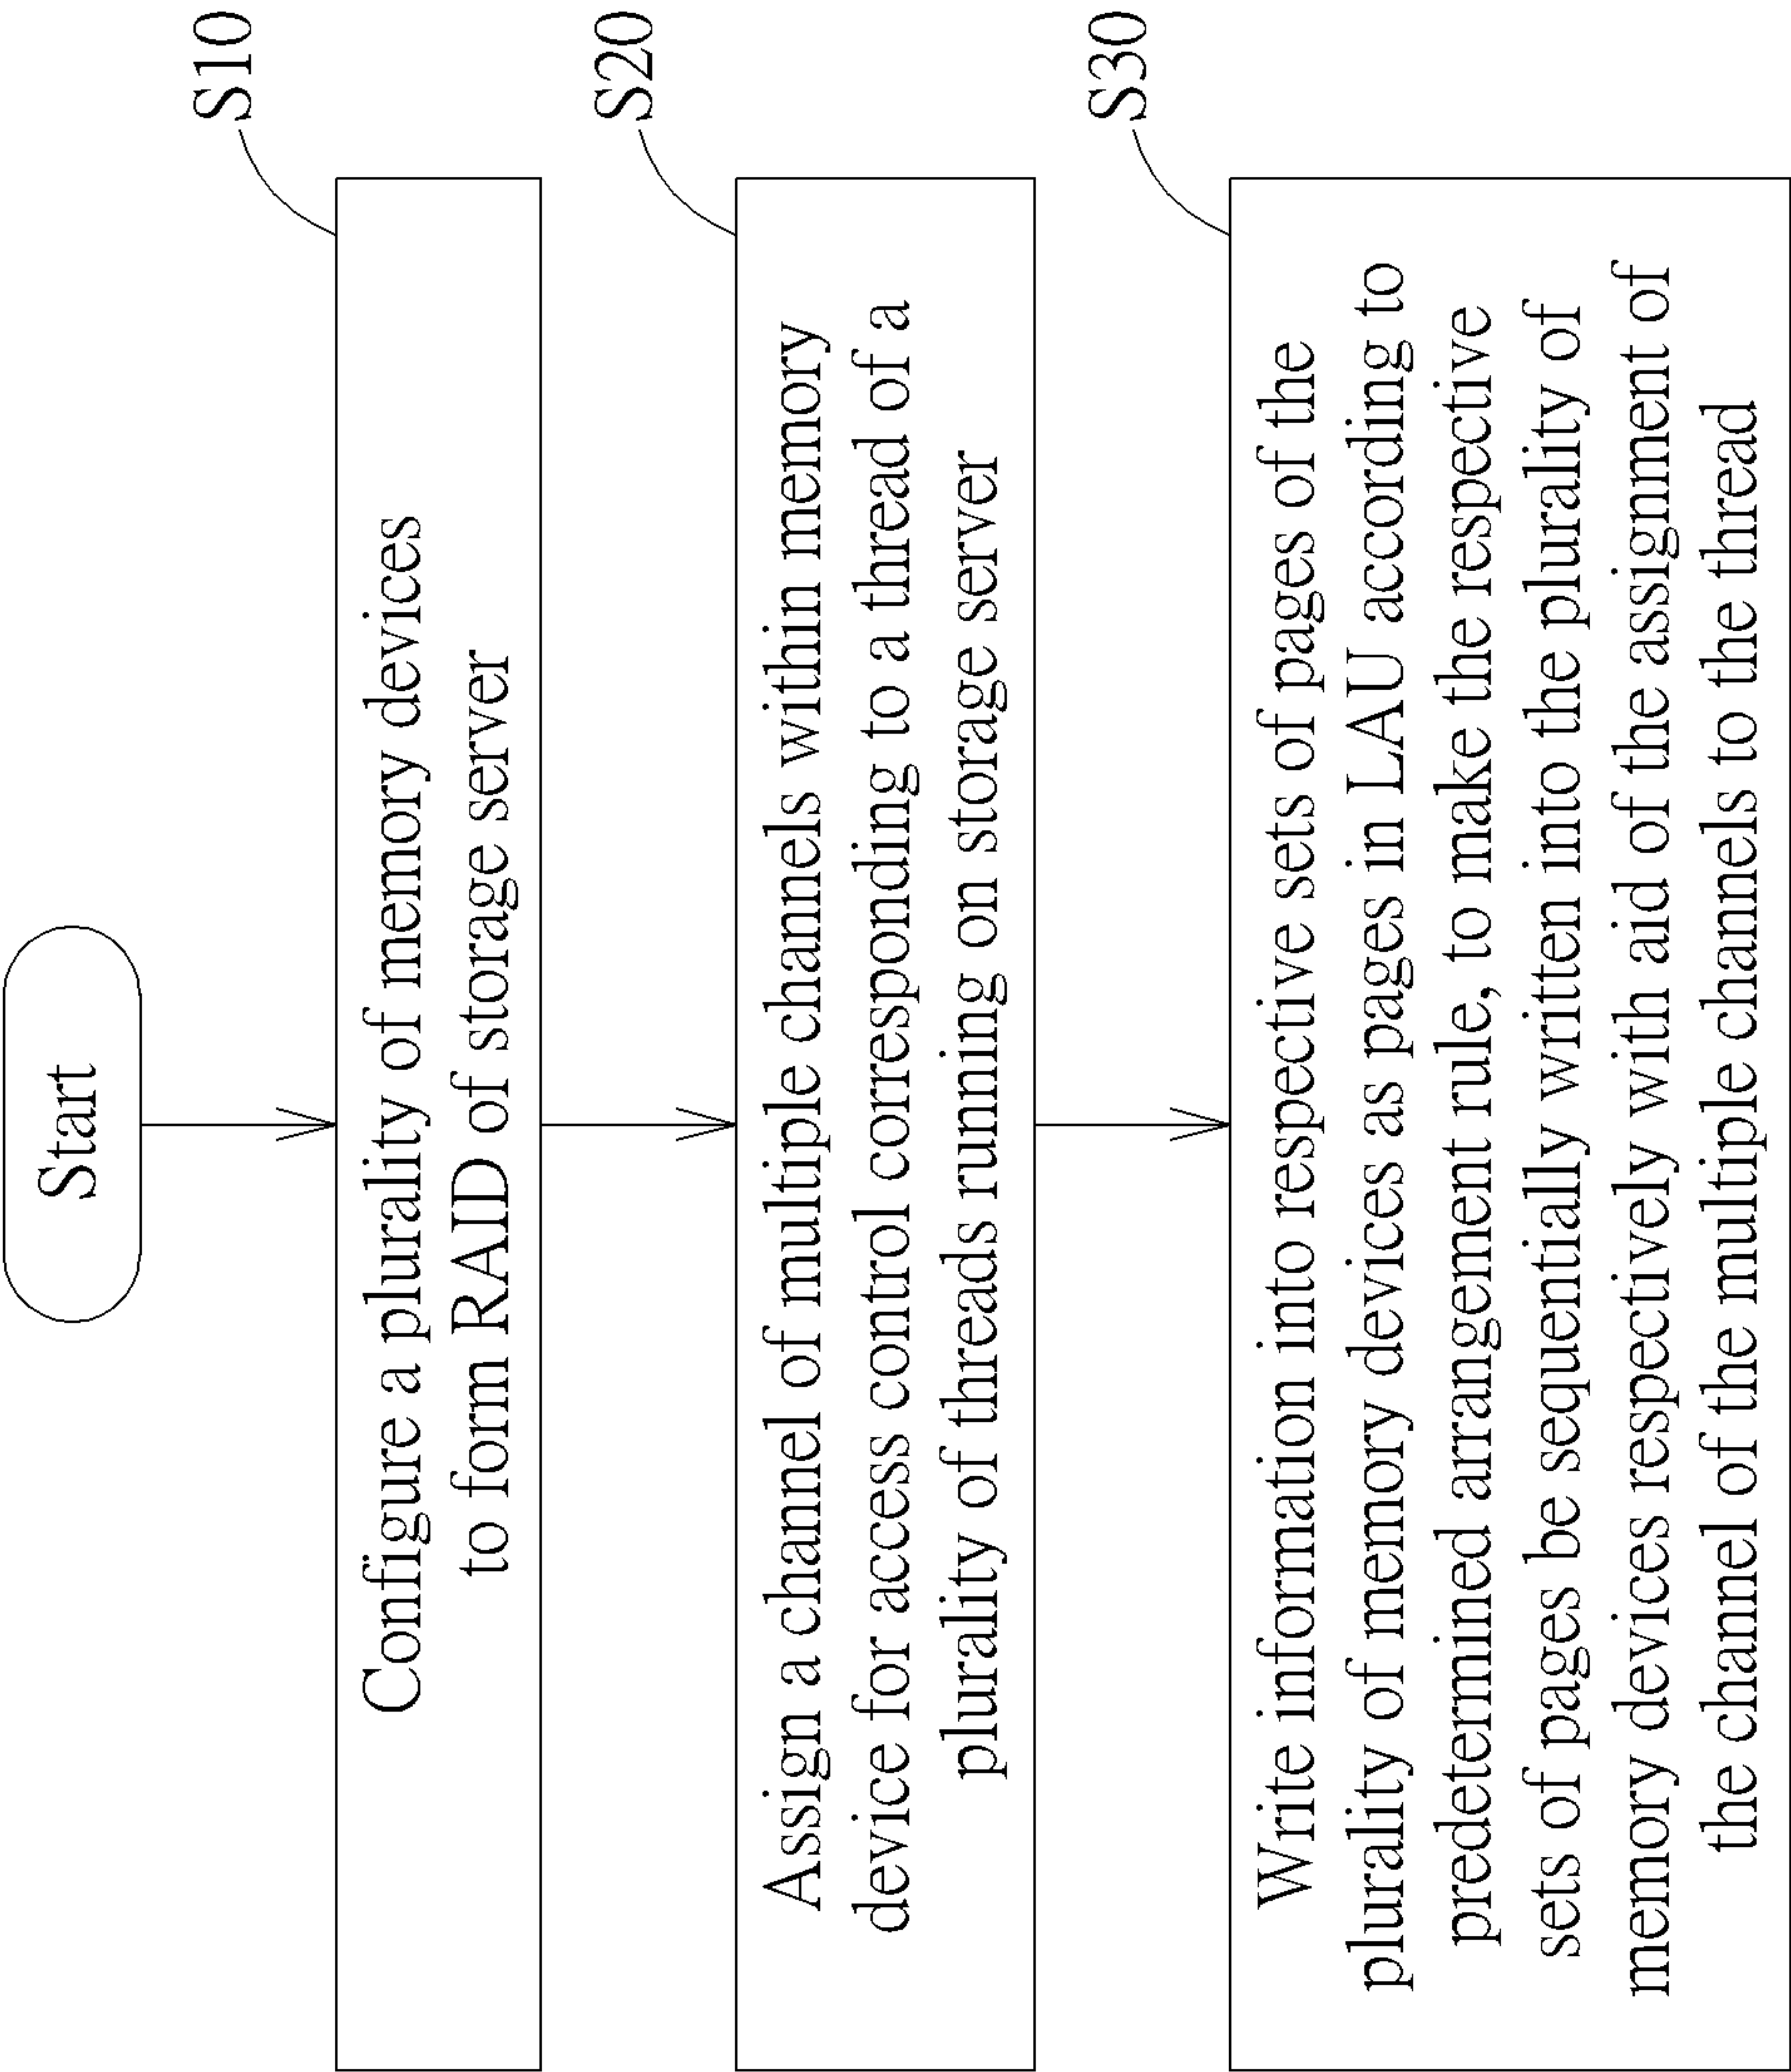 Start
S10
Configure a plurality of memory devices
to form RAID of storage server
S20
Assign a channel of multiple channels within memory
device for access control corresponding to a thread of a
plurality of threads running on storage server
S30
Write information into respective sets of pages of the
plurality of memory devices as pages in LAU according to
predetermined arrangement rule, to make the respective
sets of pages be sequentially written into the plurality of
memory devices respectively with aid of the assignment of
the channel of the multiple channels to the thread